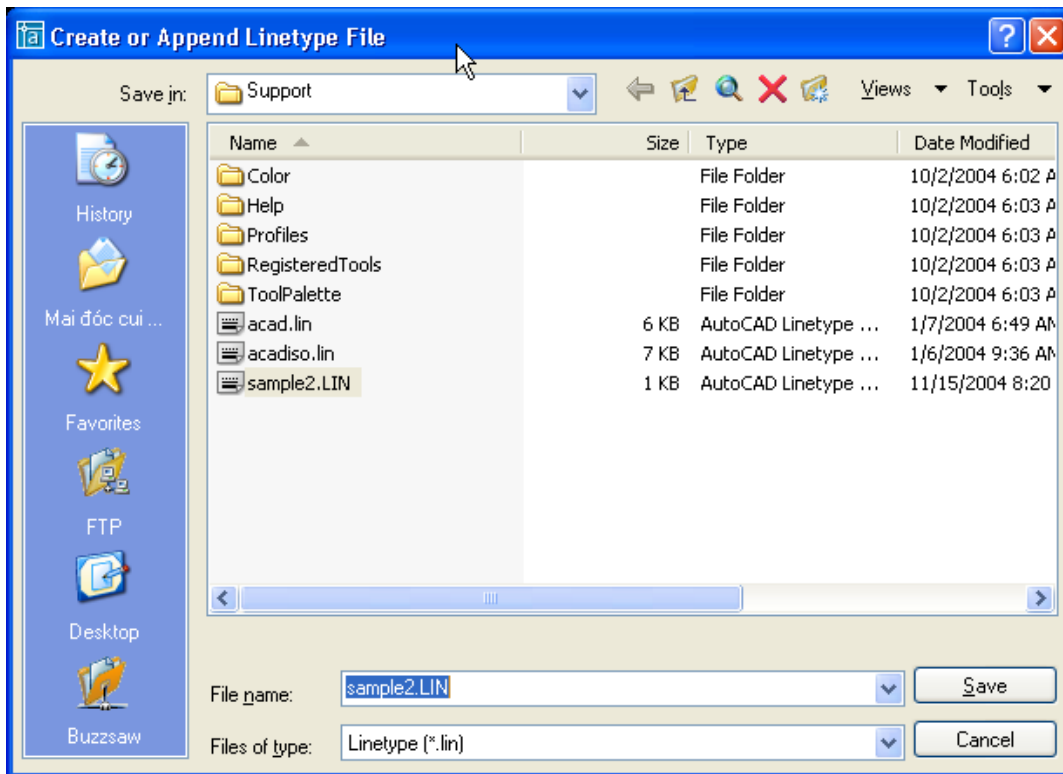 Create or Append Linetype File
Save in: Support Views Tools
Name Size Type Date Modified
Color File Folder 10/2/2004 6:02 A
Help File Folder 10/2/2004 6:03 A
Profiles File Folder 10/2/2004 6:03 A
RegisteredTools File Folder 10/2/2004 6:03 A
ToolPalette File Folder 10/2/2004 6:03 A
acad.lin 6 KB AutoCAD Linetype ... 1/7/2004 6:49 AM
acadiso.lin 7 KB AutoCAD Linetype ... 1/6/2004 9:36 AM
sample2.LIN 1 KB AutoCAD Linetype ... 11/15/2004 8:20
History
Mai đóc cui ...
Favorites
FTP
Desktop
Buzzsaw
File name: sample2.LIN Save
Files of type: Linetype (*.lin) Cancel